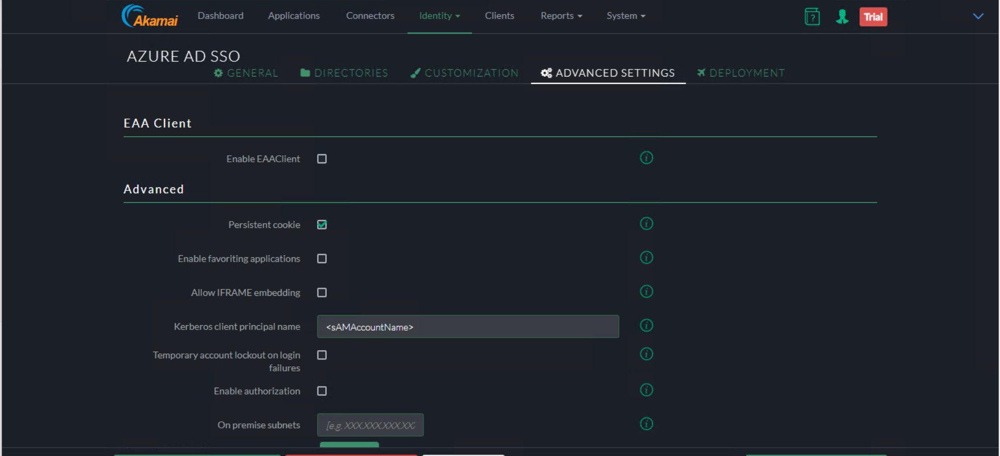 Akamai Dashboard Applications Connectors Identity Clients Reports System ? Trial
AZURE AD SSO
GENERAL DIRECTORIES CUSTOMIZATION ADVANCED SETTINGS DEPLOYMENT
EAA Client
Enable EAAClient i
Advanced
Persistent cookie i
Enable favoriting applications i
Allow IFRAME embedding i
Kerberos client principal name <sAMAccountName> i
Temporary account lockout on login i
failures
Enable authorization i
On premise subnets [e.g. XXX.XXX.XXX.XX i